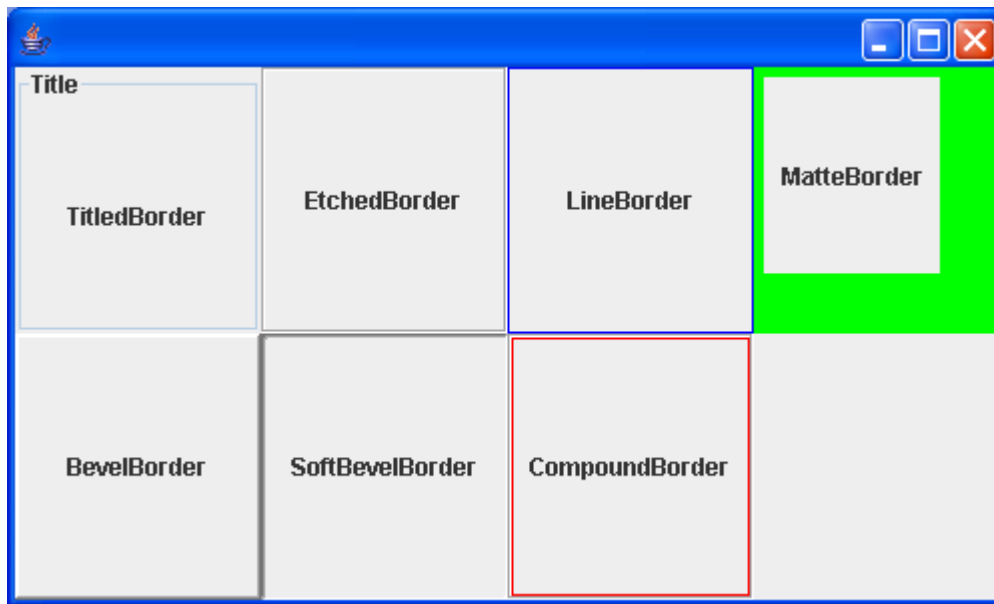 Title
TitledBorder
EtchedBorder
LineBorder
MatteBorder
BevelBorder
SoftBevelBorder
CompoundBorder